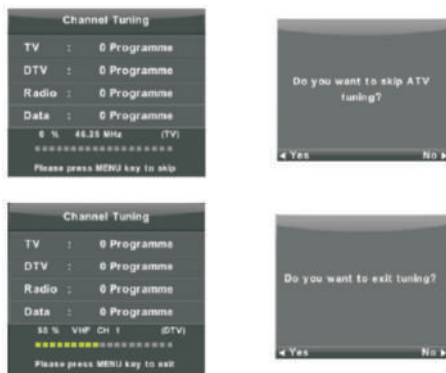 Channel Tuning
TV : 0 Programme
DTV : 0 Programme
Radio : 0 Programme
Data : 0 Programme
0 % 46.25 MHz (TV)
Please press MENU key to skip
Do you want to skip ATV
tuning?
◄ Yes No ►
Channel Tuning
TV : 0 Programme
DTV : 0 Programme
Radio : 0 Programme
Data : 0 Programme
50 % VHF CH 1 (DTV)
Please press MENU key to exit
Do you want to exit tuning?
◄ Yes No ►